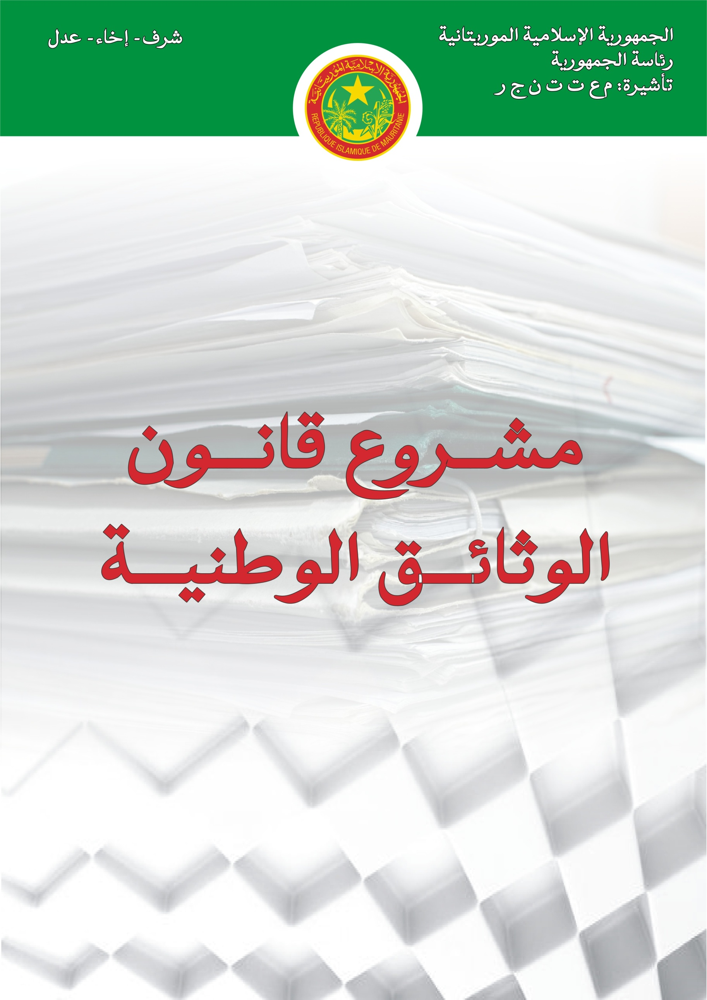 الجمهورية الإسلامية الموريتانية
رئاسة الجمهورية
تأشيرة: م ع ت ت ن ج ر
شرف- إخاء- عدل
الجمهورية الإسلامية الموريتانية
REPUBLIQUE ISLAMIQUE DE MAURITANIE
مشروع قانون
الوثائق الوطنية